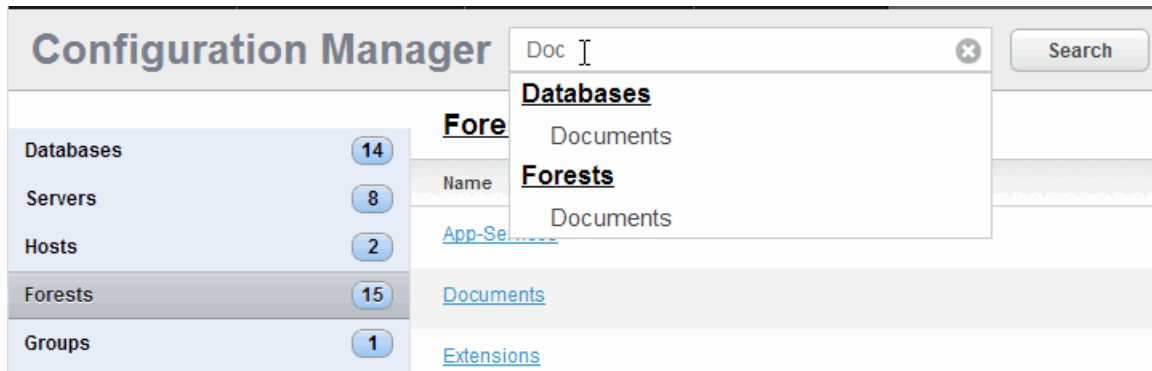 Configuration Manager
Doc
Search
Databases
Documents
Forests
Documents
Databases 14
Servers 8
Hosts 2
Forests 15
Groups 1
Fore
Name
App-Services
Documents
Extensions